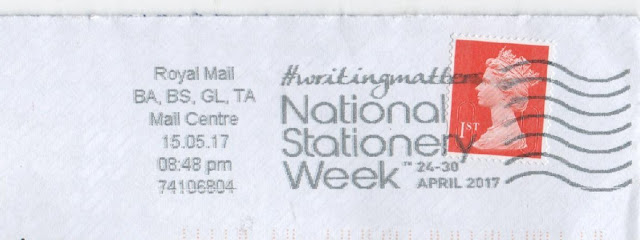 Royal Mail
BA, BS, GL, TA
Mail Centre
15.05.17
08:48 pm
74106804
#writingmatters
National
Stationery
Week™ 24-30
APRIL 2017
1ST